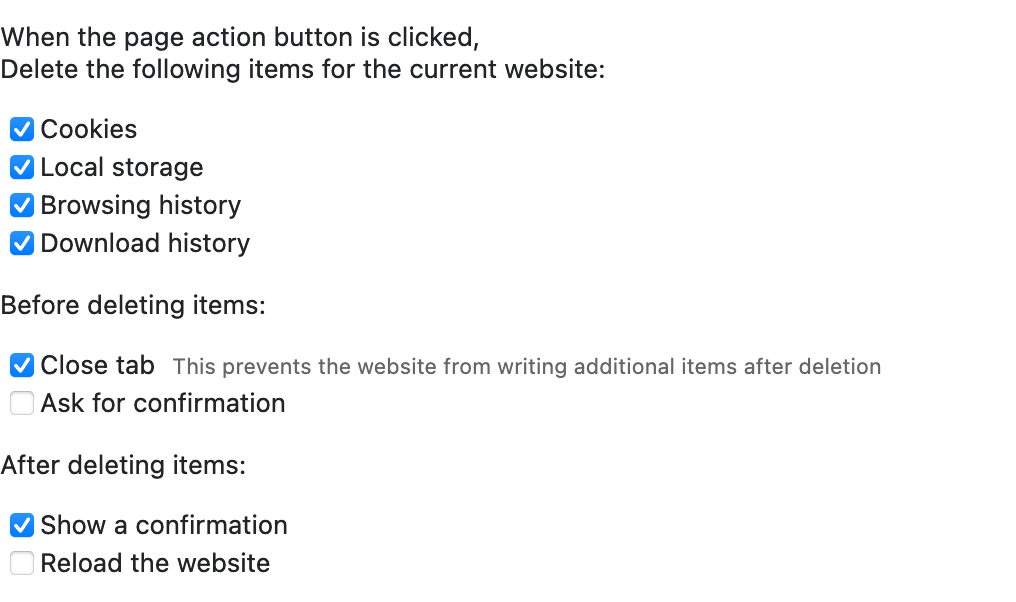 When the page action button is clicked,
Delete the following items for the current website:
Cookies
Local storage
Browsing history
Download history
Before deleting items:
Close tab This prevents the website from writing additional items after deletion
Ask for confirmation
After deleting items:
Show a confirmation
Reload the website